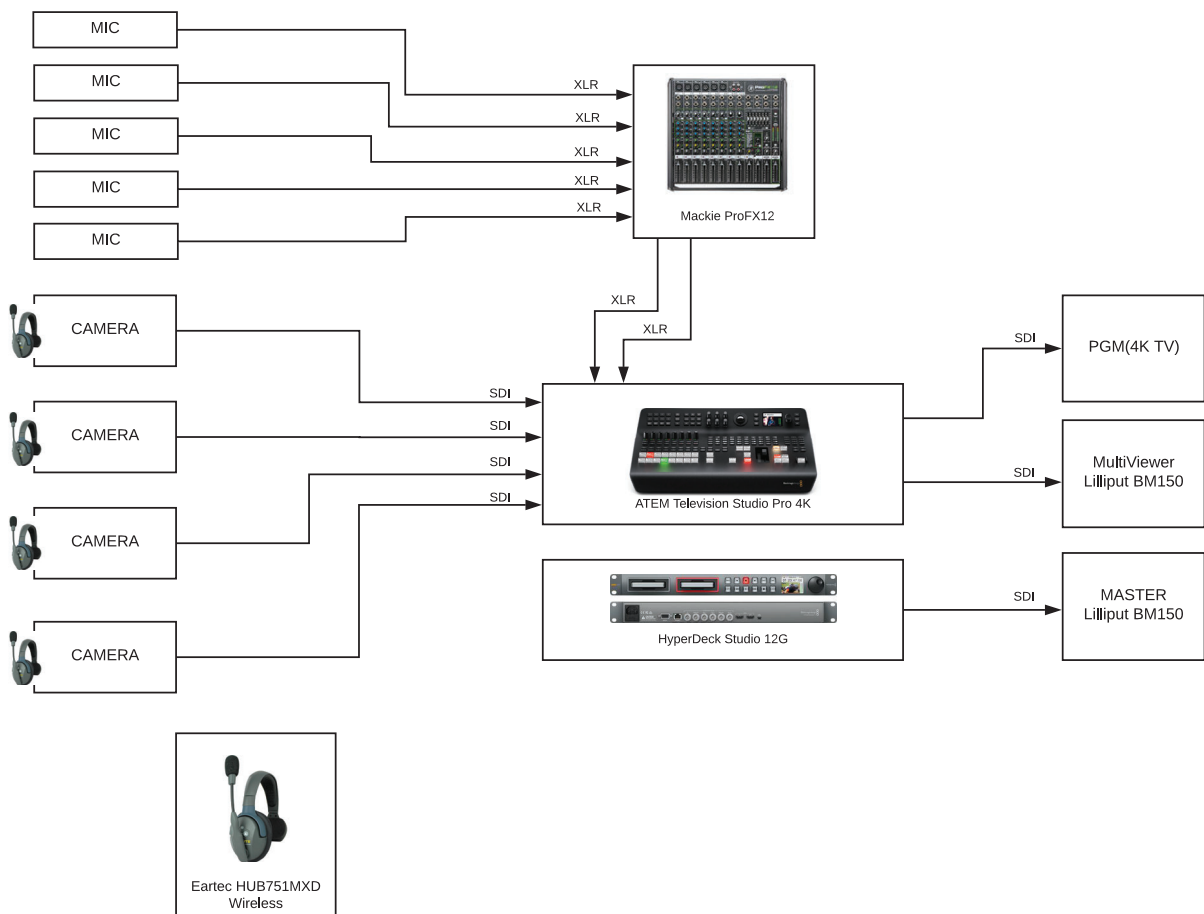 MIC
MIC
MIC
MIC
MIC
XLR
XLR
XLR
XLR
XLR
Mackie ProFX12
XLR
XLR
CAMERA
CAMERA
CAMERA
CAMERA
SDI
SDI
SDI
SDI
ATEM Television Studio Pro 4K
HyperDeck Studio 12G
SDI
SDI
SDI
PGM(4K TV)
MultiViewer
Lilliput BM150
MASTER
Lilliput BM150
Eartec HUB751MXD
Wireless